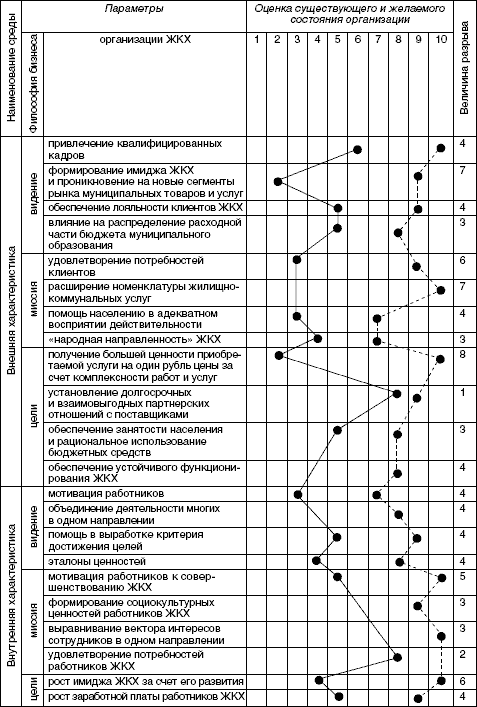 Наименование среды
Философия бизнеса
Параметры
организации ЖКХ
Оценка существующего и желаемого
состояния организации
1 2 3 4 5 6 7 8 9 10
Величина разрыва
Внешняя характеристика
видение
привлечение квалифицированных
кадров
4
формирование имиджа ЖКХ
и проникновение на новые сегменты
рынка муниципальных товаров и услуг
7
обеспечение лояльности клиентов ЖКХ
4
влияние на распределение расходной
части бюджета муниципального
образования
3
миссия
удовлетворение потребностей
клиентов
6
расширение номенклатуры жилищно-
коммунальных услуг
7
помощь населению в адекватном
восприятии действительности
4
«народная направленность» ЖКХ
3
цели
получение большей ценности приобре-
таемой услуги на один рубль цены за
счет комплексности работ и услуг
8
установление долгосрочных
и взаимовыгодных партнерских
отношений с поставщиками
1
обеспечение занятости населения
и рациональное использование
бюджетных средств
3
обеспечение устойчивого функциони-
рования ЖКХ
4
Внутренняя характеристика
видение
мотивация работников
4
объединение деятельности многих
в одном направлении
4
помощь в выработке критерия
достижения целей
4
эталоны ценностей
4
миссия
мотивация работников к совер-
шенствованию ЖКХ
5
формирование социокультурных
ценностей работников ЖКХ
3
выравнивание вектора интересов
сотрудников в одном направлении
3
удовлетворение потребностей
работников ЖКХ
2
цели
рост имиджа ЖКХ за счет его развития
6
рост заработной платы работников ЖКХ
4